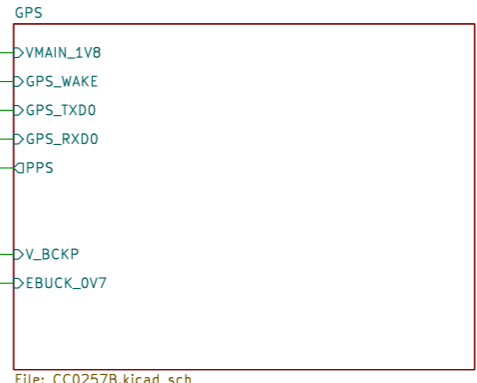 GPS
VMAIN_1V8
GPS_WAKE
GPS_TXD0
GPS_RXD0
PPS
V_BCKP
EBUCK_0V7
File: CC0257B.kicad_sch